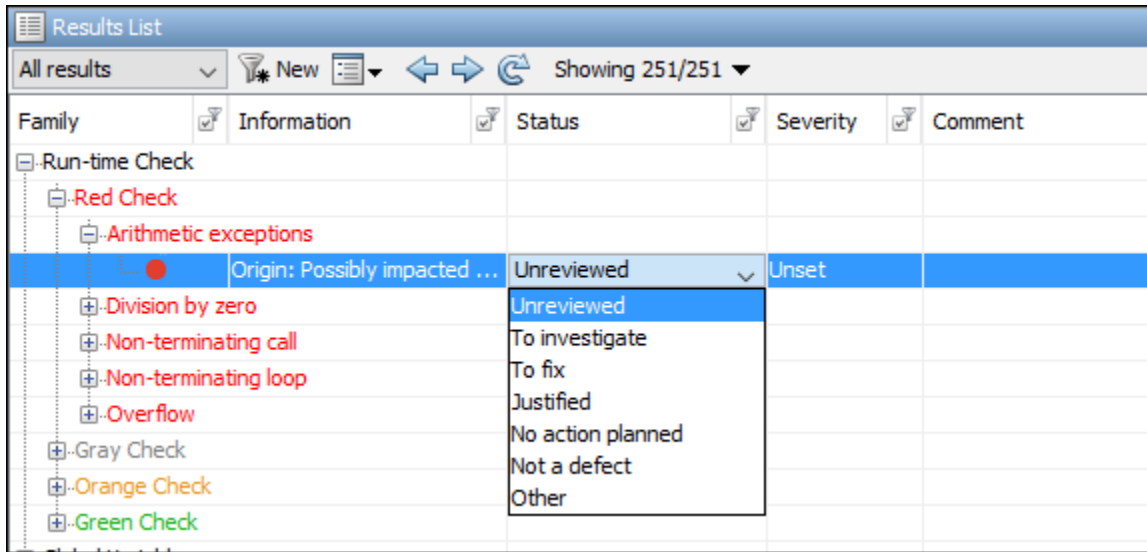 Results List
All results New Showing 251/251
Family Information Status Severity Comment
Run-time Check
Red Check
Arithmetic exceptions
Origin: Possibly impacted ... Unreviewed Unset
Division by zero
Non-terminating call
Non-terminating loop
Overflow
Gray Check
Orange Check
Green Check
Unreviewed
To investigate
To fix
Justified
No action planned
Not a defect
Other